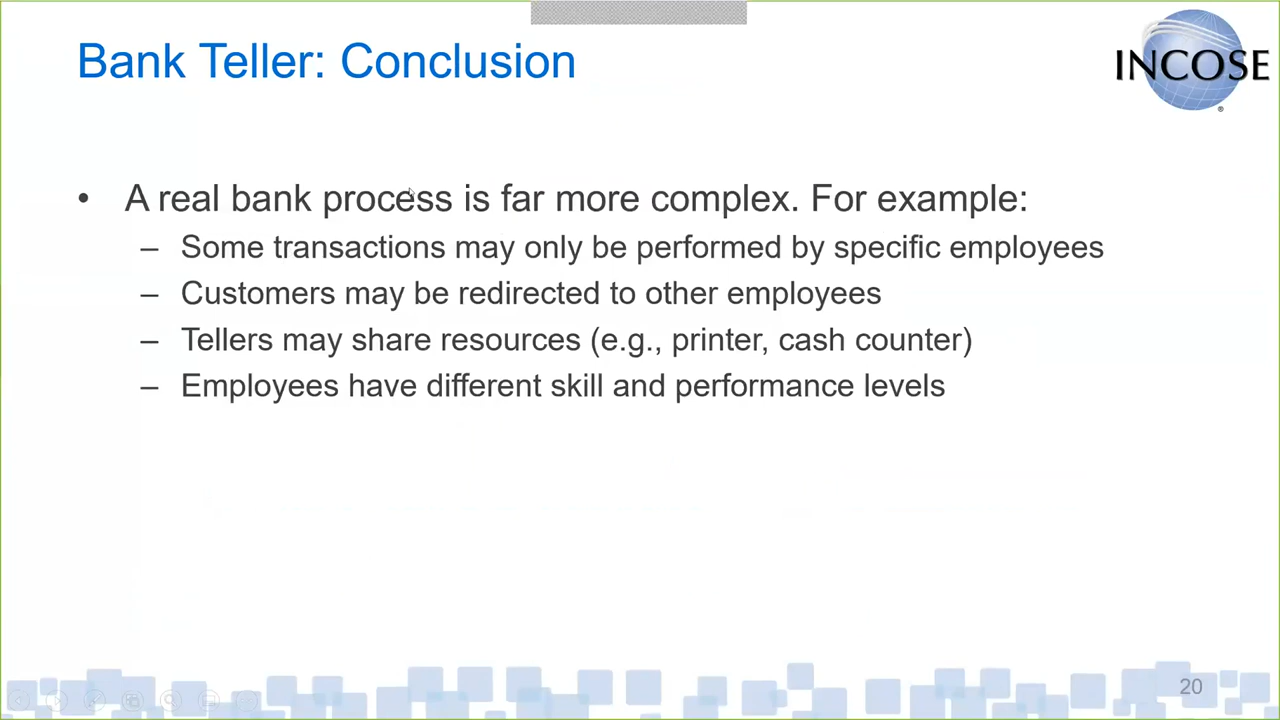 Bank Teller: Conclusion
INCOSE
®
• A real bank process is far more complex. For example:
– Some transactions may only be performed by specific employees
– Customers may be redirected to other employees
– Tellers may share resources (e.g., printer, cash counter)
– Employees have different skill and performance levels
20